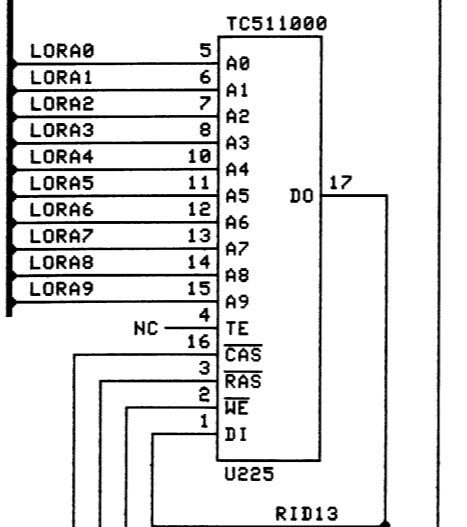 TC511000
LORA0 5 A0
LORA1 6 A1
LORA2 7 A2
LORA3 8 A3
LORA4 10 A4
LORA5 11 A5 DO 17
LORA6 12 A6
LORA7 13 A7
LORA8 14 A8
LORA9 15 A9
NC 4 TE
16 CAS
3 RAS
2 WE
1 DI
U225
RID13